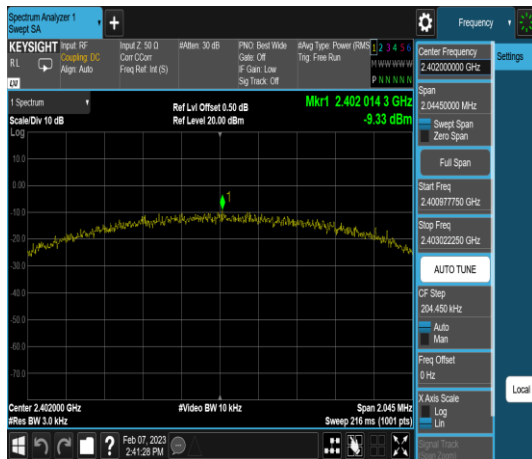 Spectrum Analyzer 1
Swept SA
Frequency
KEYSIGHT
Input: RF
Input Z: 50 Ω
#Atten: 30 dB
PNO: Best Wide
#Avg Type: Power (RMS
1 2 3 4 5 6
R L
Coupling: DC
Corr CCorr
Gate: Off
Trig: Free Run
M W W W W W
Align: Auto
Freq Ref: Int (S)
IF Gain: Low
Sig Track: Off
P N N N N N
LXI
1 Spectrum
Scale/Div 10 dB
Ref Lvl Offset 0.50 dB
Ref Level 20.00 dBm
Mkr1 2.402 014 3 GHz
-9.33 dBm
Log
10.0
0.00
1
-10.0
-20.0
-30.0
-40.0
-50.0
-60.0
-70.0
Center 2.402000 GHz
#Video BW 10 kHz
Span 2.045 MHz
#Res BW 3.0 kHz
Sweep 216 ms (1001 pts)
?
Feb 07, 2023
2:41:28 PM
Center Frequency
2.402000000 GHz
Span
2.04450000 MHz
Swept Span
Zero Span
Full Span
Start Freq
2.400977750 GHz
Stop Freq
2.403022250 GHz
AUTO TUNE
CF Step
204.450 kHz
Auto
Man
Freq Offset
0 Hz
X Axis Scale
Log
Lin
Signal Track
(Span Zoom)
Settings
Local